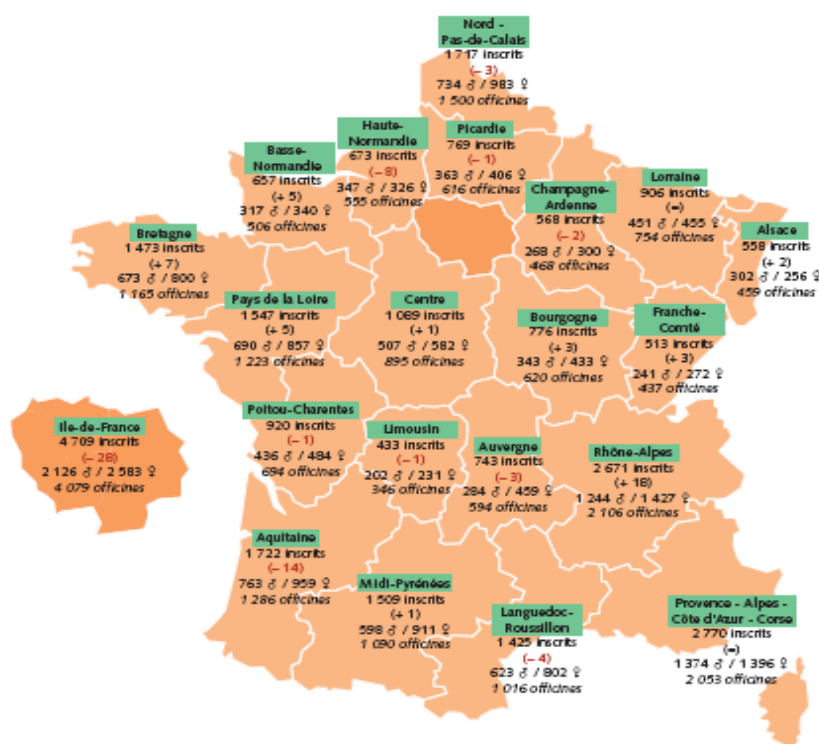 Nord -
Pas-de-Calais
1 717 inscrits
(– 3)
734 ♂ / 983 ♀
1 500 officines
Haute-
Normandie
673 inscrits
(– 8)
347 ♂ / 326 ♀
555 officines
Picardie
769 inscrits
(– 1)
363 ♂ / 406 ♀
616 officines
Basse-
Normandie
657 inscrits
(+ 5)
317 ♂ / 340 ♀
506 officines
Champagne-
Ardenne
568 inscrits
(– 2)
268 ♂ / 300 ♀
468 officines
Lorraine
906 inscrits
(=)
451 ♂ / 455 ♀
754 officines
Alsace
558 inscrits
(+ 2)
302 ♂ / 256 ♀
459 officines
Bretagne
1 473 inscrits
(+ 7)
673 ♂ / 800 ♀
1 165 officines
Pays de la Loire
1 547 inscrits
(+ 5)
690 ♂ / 857 ♀
1 223 officines
Centre
1 089 inscrits
(+ 1)
507 ♂ / 582 ♀
895 officines
Bourgogne
776 inscrits
(+ 3)
343 ♂ / 433 ♀
620 officines
Franche-
Comté
513 inscrits
(+ 3)
241 ♂ / 272 ♀
437 officines
Ile-de-France
4 709 inscrits
(– 28)
2 126 ♂ / 2 583 ♀
4 079 officines
Poitou-Charentes
920 inscrits
(– 1)
436 ♂ / 484 ♀
694 officines
Limousin
433 inscrits
(– 1)
202 ♂ / 231 ♀
346 officines
Auvergne
743 inscrits
(– 3)
284 ♂ / 459 ♀
594 officines
Rhône-Alpes
2 671 inscrits
(+ 18)
1 244 ♂ / 1 427 ♀
2 106 officines
Aquitaine
1 722 inscrits
(– 14)
763 ♂ / 959 ♀
1 286 officines
Midi-Pyrénées
1 509 inscrits
(+ 1)
598 ♂ / 911 ♀
1 090 officines
Languedoc-
Roussillon
1 425 inscrits
(– 4)
623 ♂ / 802 ♀
1 016 officines
Provence - Alpes -
Côte d'Azur - Corse
2 770 inscrits
(=)
1 374 ♂ / 1 396 ♀
2 053 officines